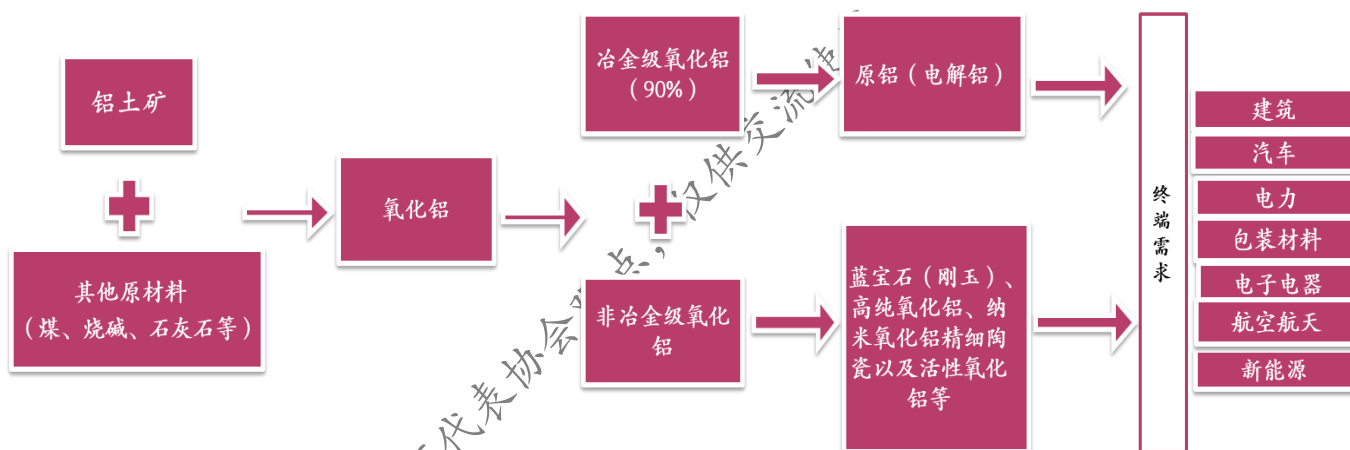 铝土矿
其他原材料
（煤、烧碱、石灰石等）
氧化铝
冶金级氧化铝
（90%）
非冶金级氧化
铝
原铝（电解铝）
蓝宝石（刚玉）、
高纯氧化铝、纳
米氧化铝精细陶
瓷以及活性氧化
铝等
终
端
需
求
建筑
汽车
电力
包装材料
电子电器
航空航天
新能源
代表协会观点，仅供交流使